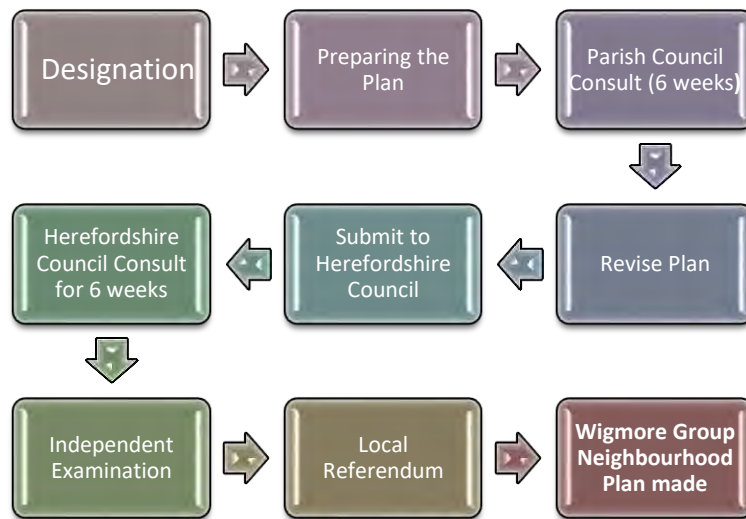 Designation
Preparing the
Plan
Parish Council
Consult (6 weeks)
Revise Plan
Submit to
Herefordshire
Council
Herefordshire
Council Consult
for 6 weeks
Independent
Examination
Local
Referendum
Wigmore Group
Neighbourhood
Plan made